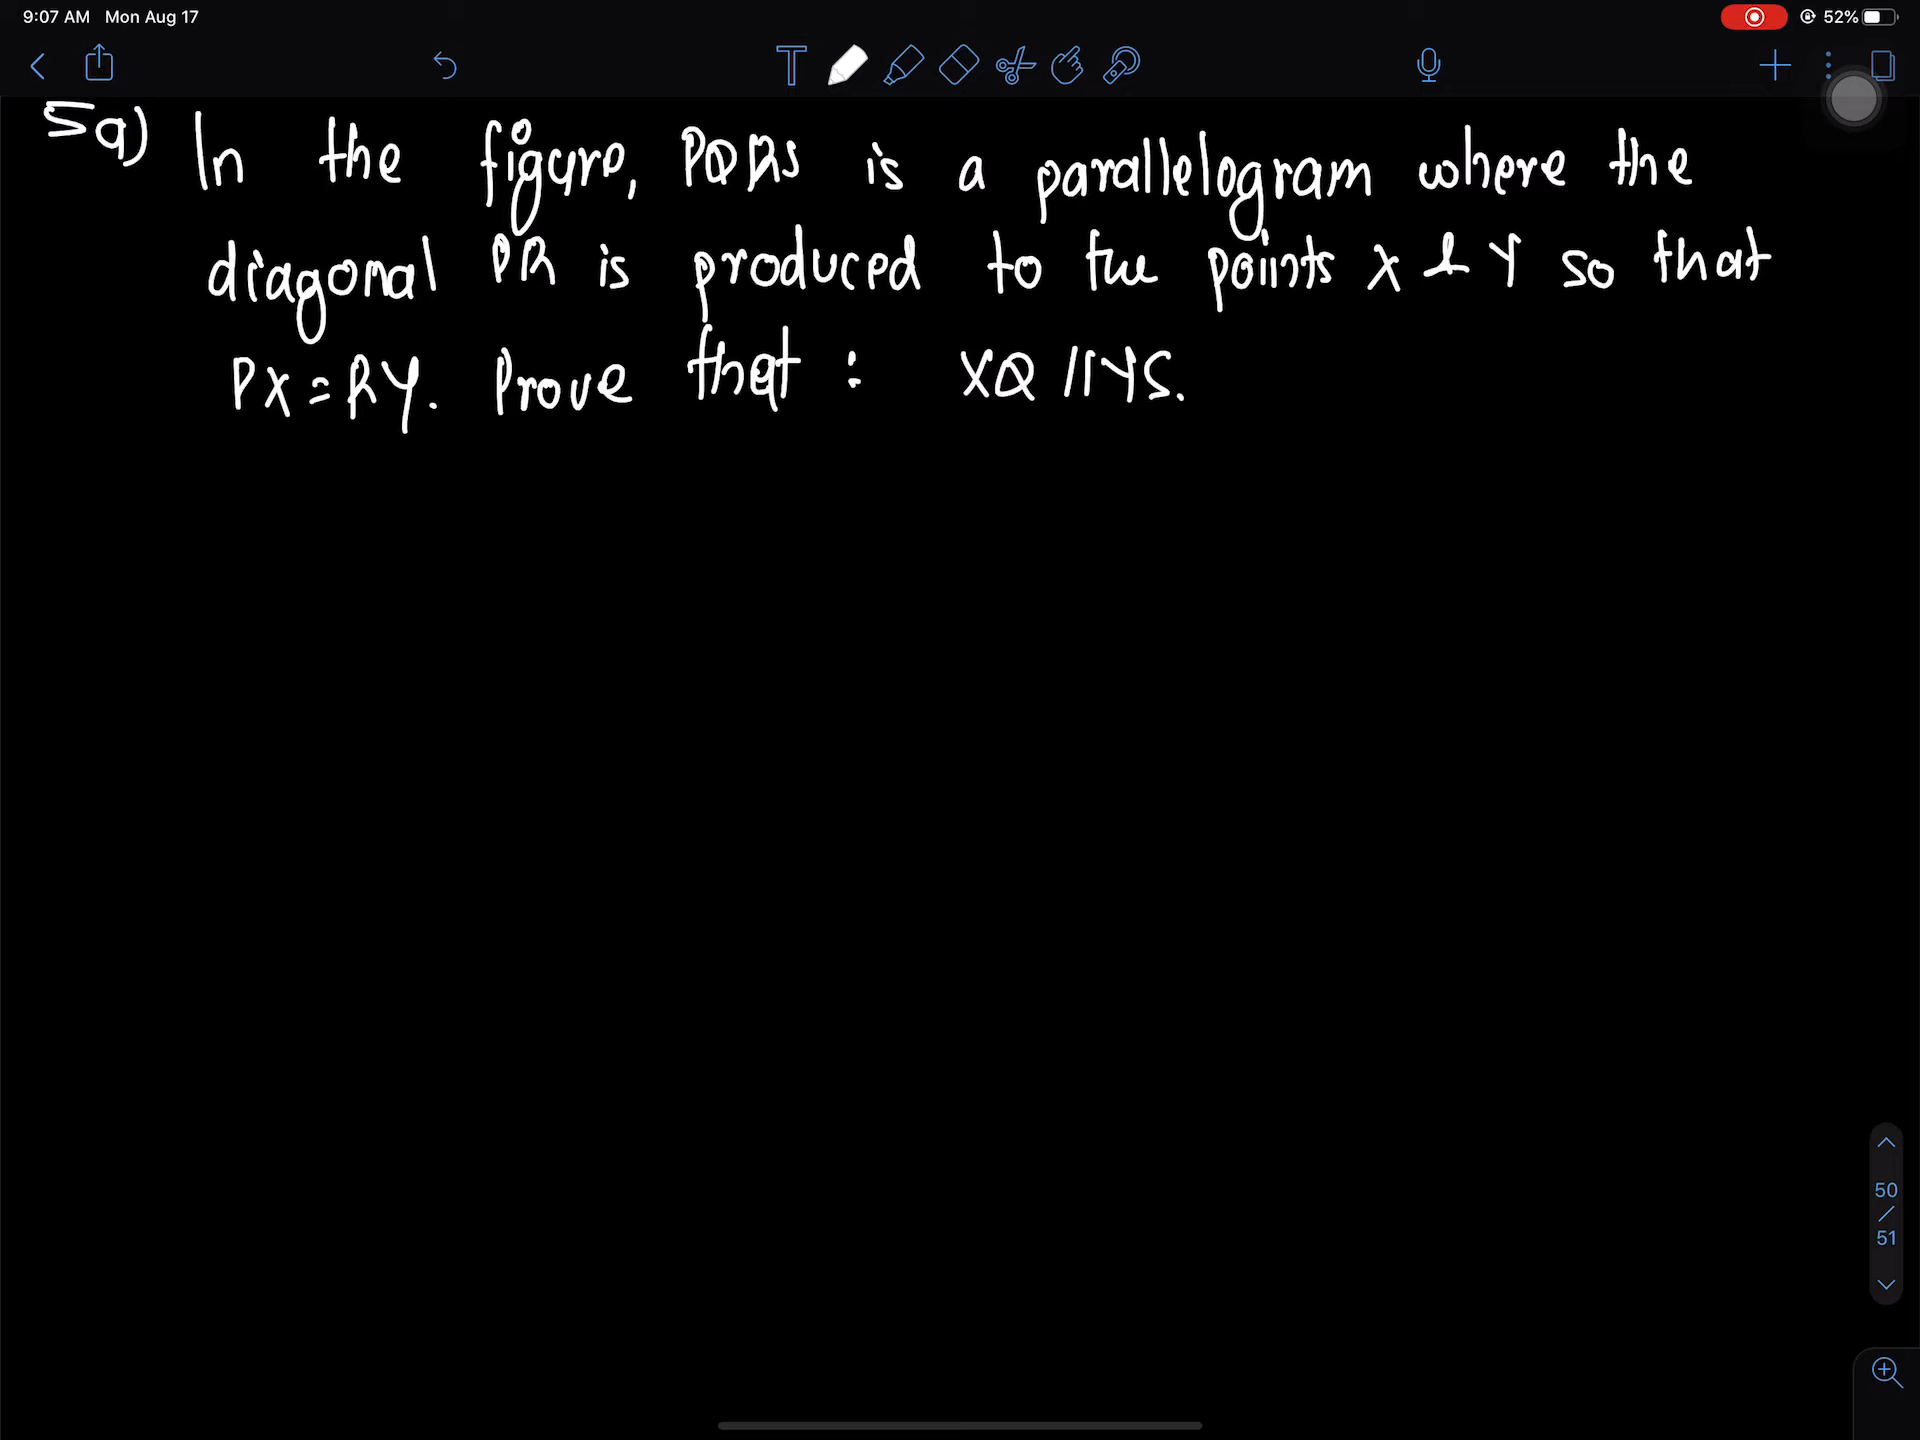 9:07 AM Mon Aug 17
52%
5a) In the figure, PQRS is a parallelogram where the
diagonal PR is produced to the points X & Y so that
PX = RY. Prove that : XQ // YS.
50
/
51